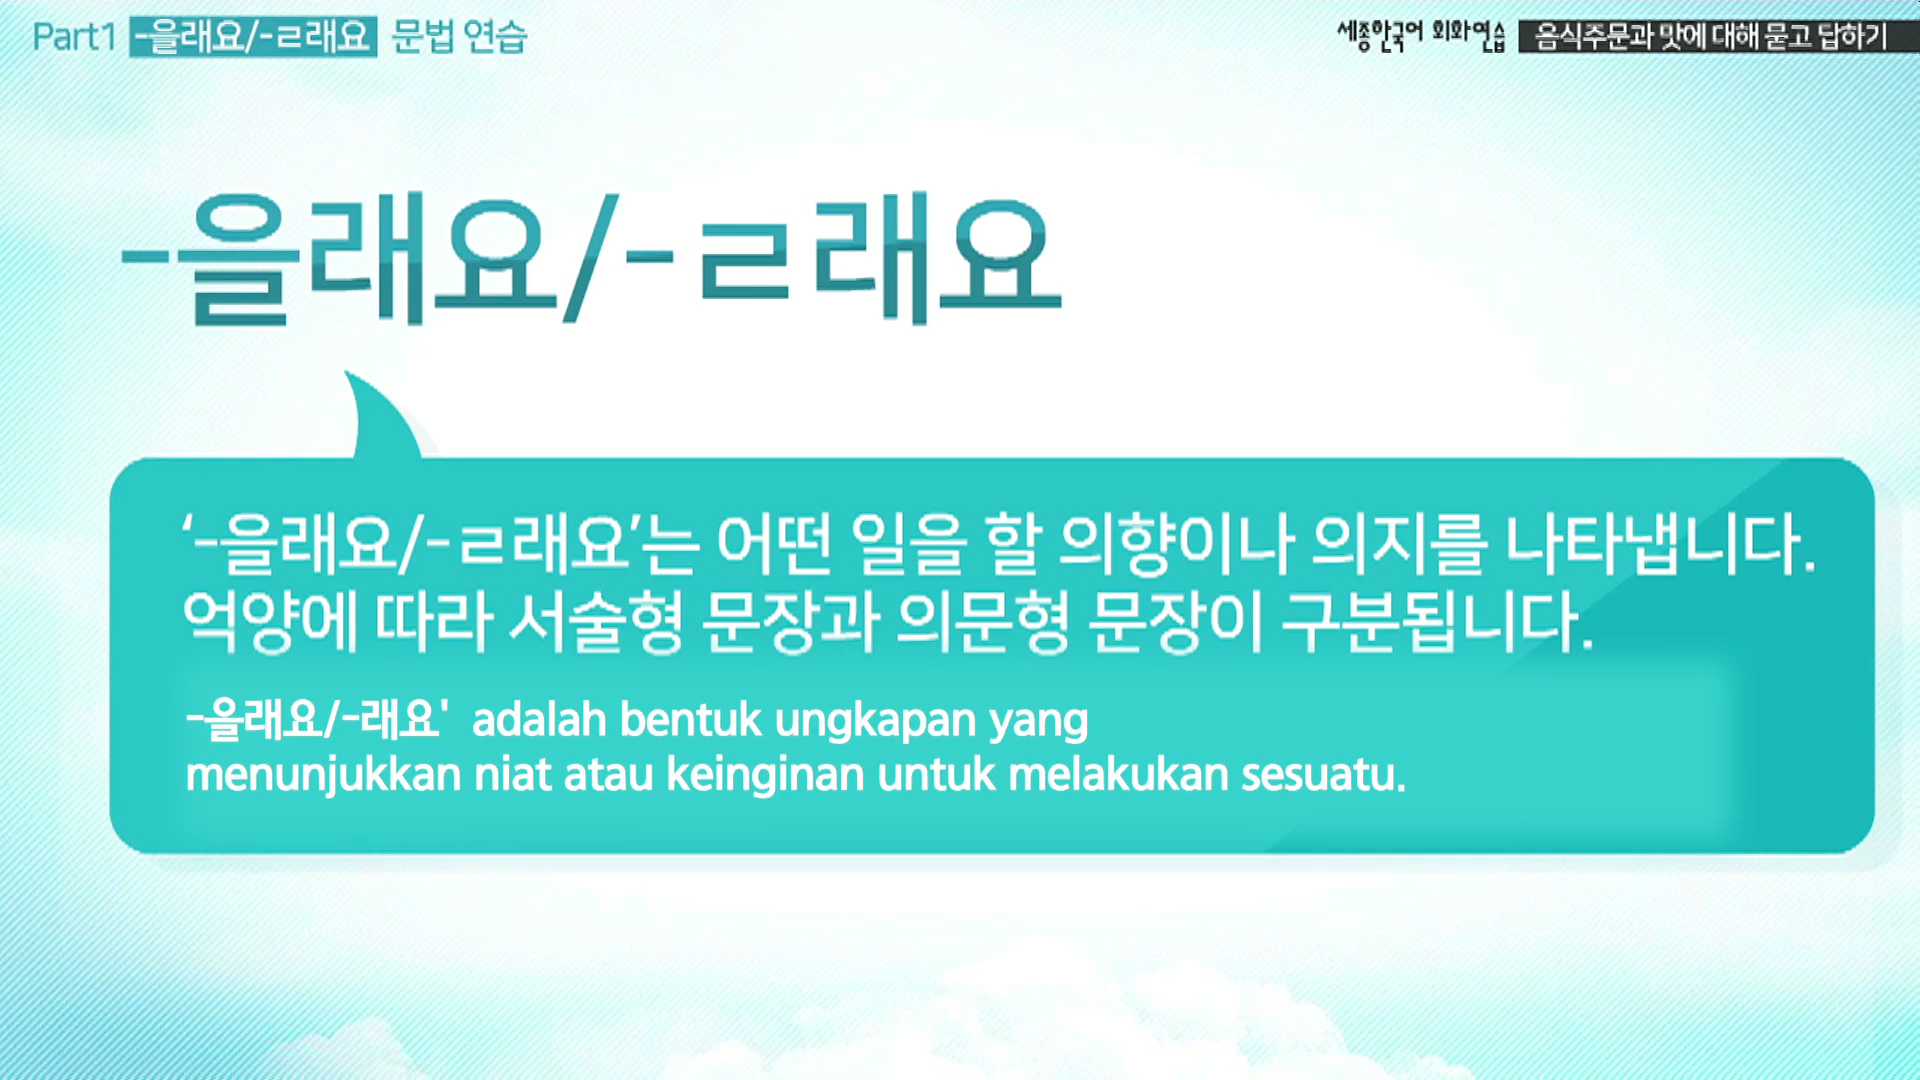 Part1 -을래요/-ㄹ래요 문법 연습
세종한국어 회화연습 음식주문과 맛에 대해 묻고 답하기
-을래요/-ㄹ래요
‘-을래요/-ㄹ래요’는 어떤 일을 할 의향이나 의지를 나타냅니다.
억양에 따라 서술형 문장과 의문형 문장이 구분됩니다.
-올래요/-래요' adalah bentuk ungkapan yang
menunjukkan niat atau keinginan untuk melakukan sesuatu.